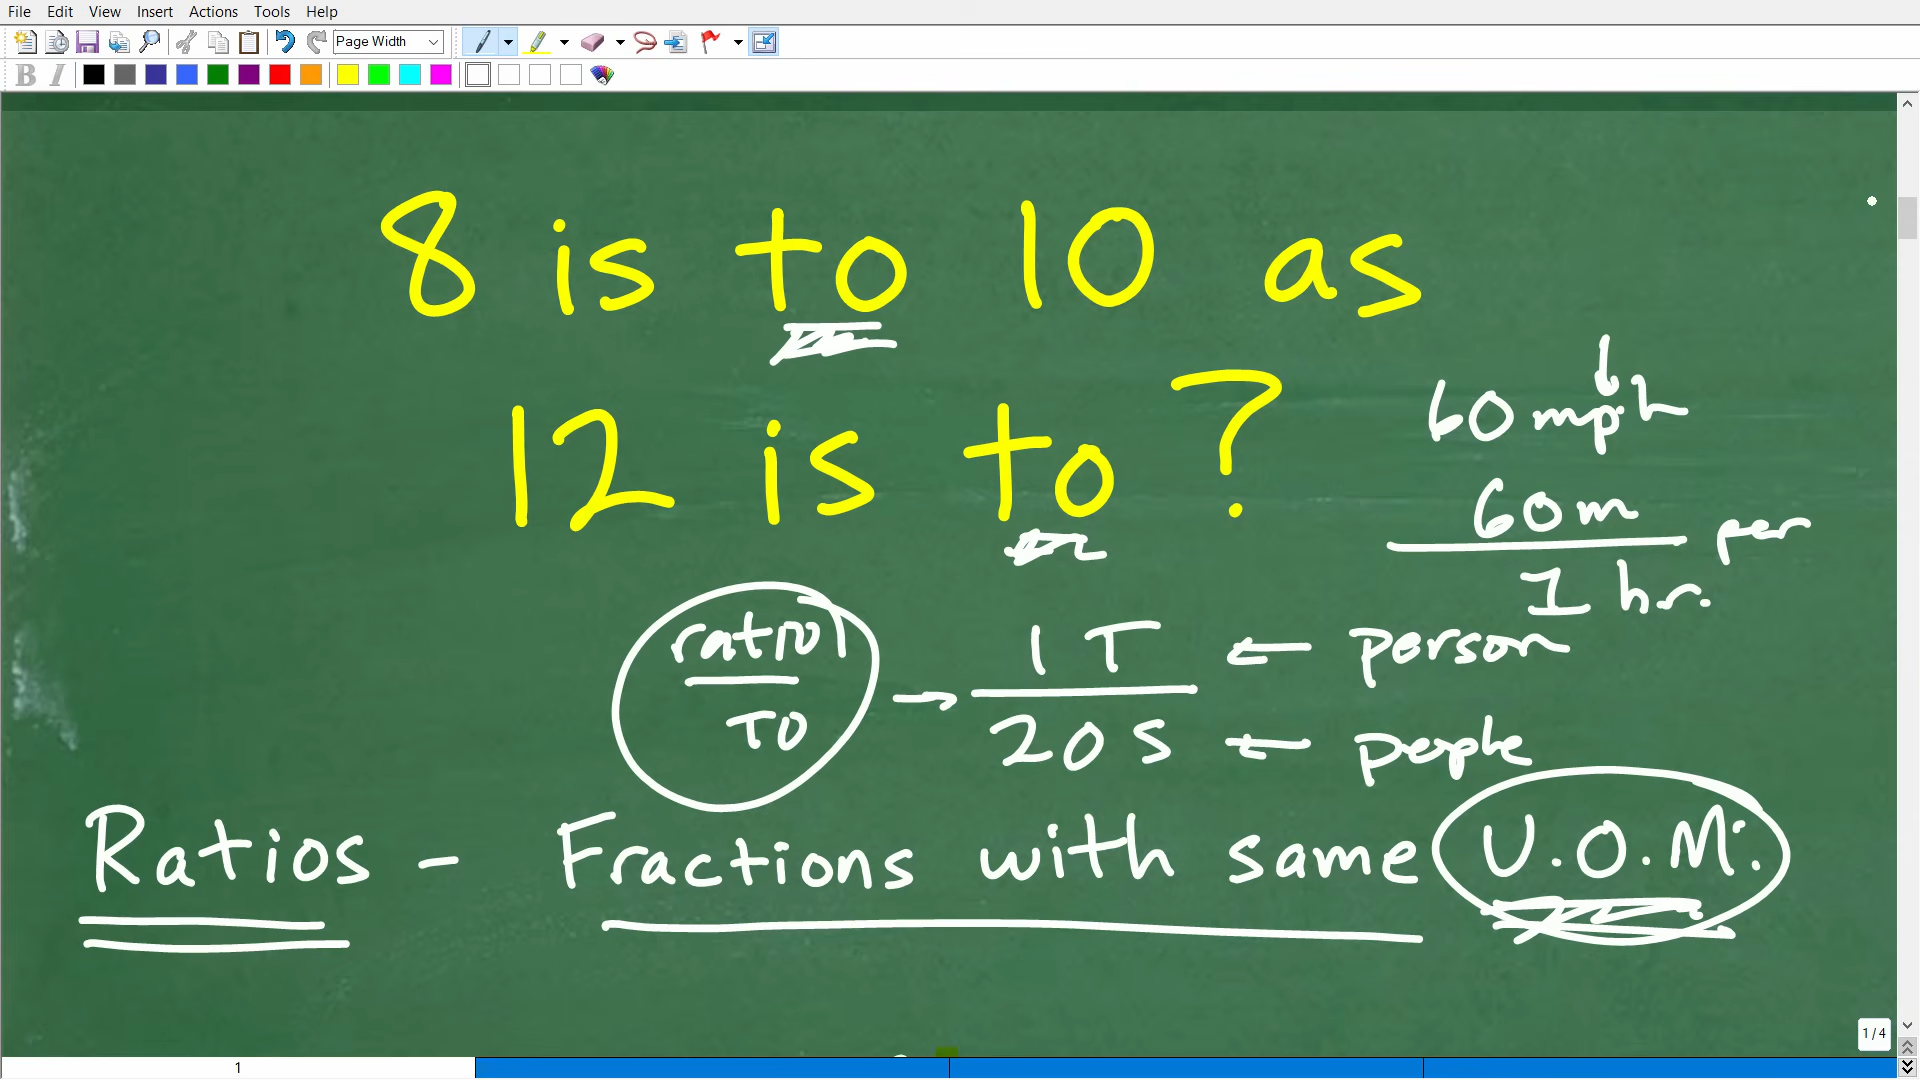 File Edit View Insert Actions Tools Help
Page Width
B I
8 is to 10 as
12 is to ?
60 mph
60 m
per
1 hr.
ratio
TO
1 T ← person
20 S ← people
Ratios - Fractions with same U.O.M.
1 / 4
1